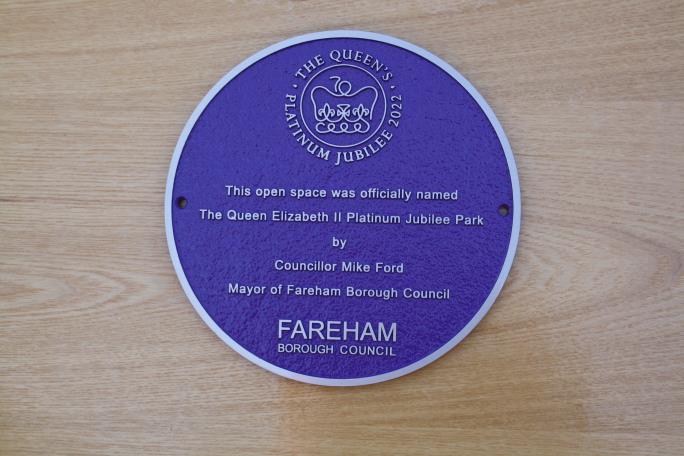 THE QUEEN'S
PLATINUM JUBILEE 2022
70
This open space was officially named
The Queen Elizabeth II Platinum Jubilee Park
by
Councillor Mike Ford
Mayor of Fareham Borough Council
FAREHAM
BOROUGH COUNCIL